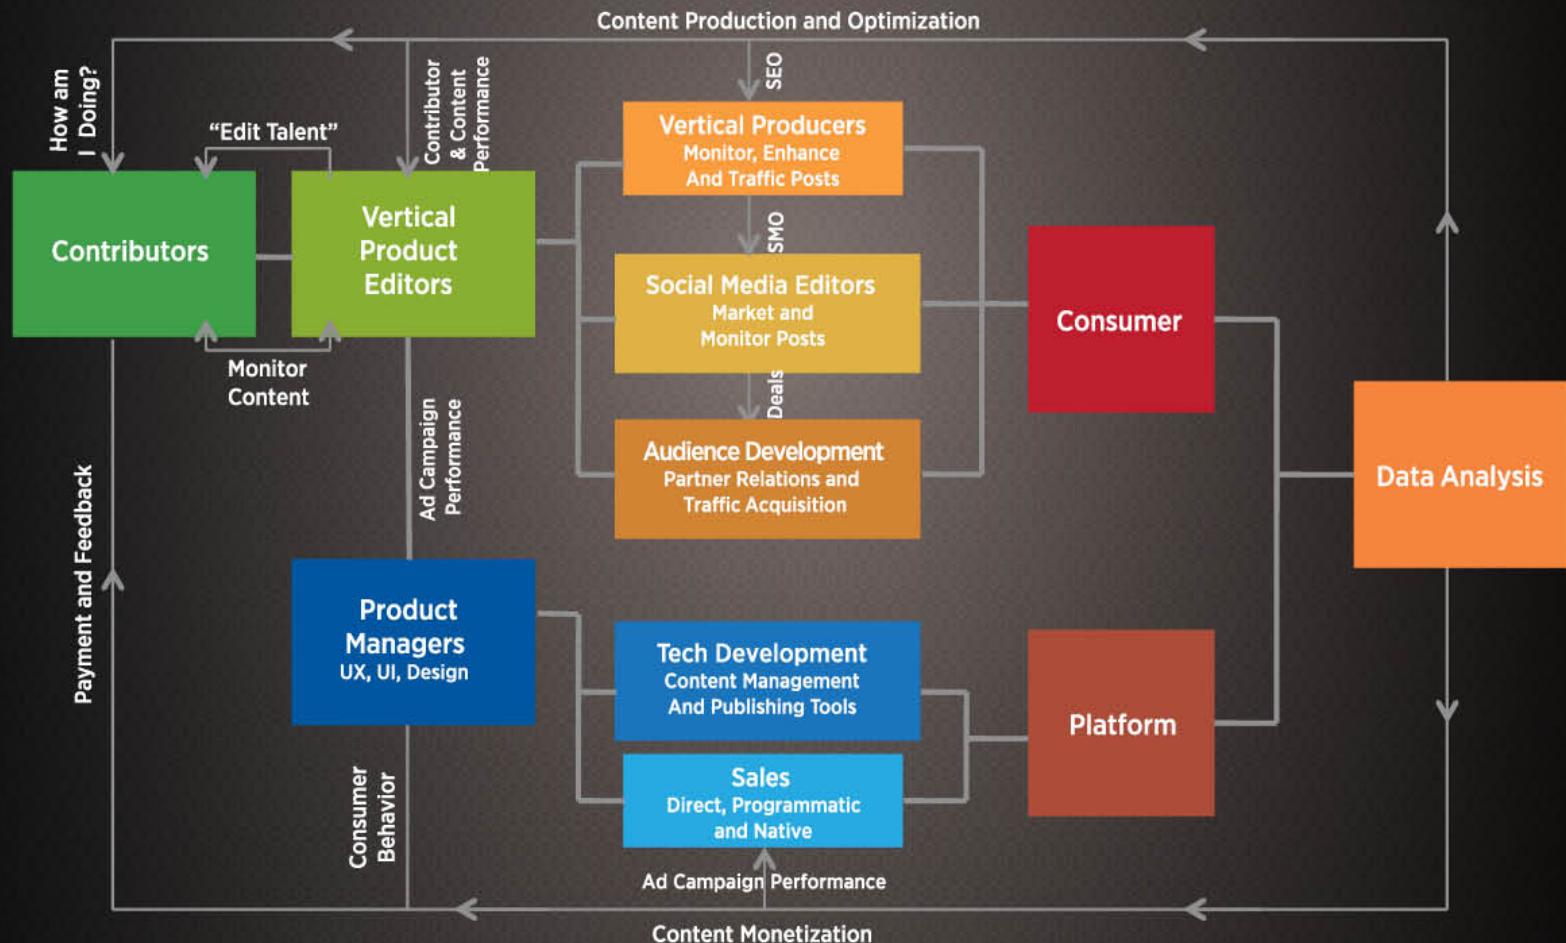 Content Production and Optimization
How am
I Doing?
"Edit Talent"
Contributor
& Content
Performance
SEO
Vertical Producers
Monitor, Enhance
And Traffic Posts
Contributors
Vertical
Product
Editors
SMO
Social Media Editors
Market and
Monitor Posts
Consumer
Monitor
Content
Deals
Ad Campaign
Performance
Audience Development
Partner Relations and
Traffic Acquisition
Data Analysis
Payment and Feedback
Product
Managers
UX, UI, Design
Tech Development
Content Management
And Publishing Tools
Platform
Sales
Direct, Programmatic
and Native
Consumer
Behavior
Ad Campaign Performance
Content Monetization